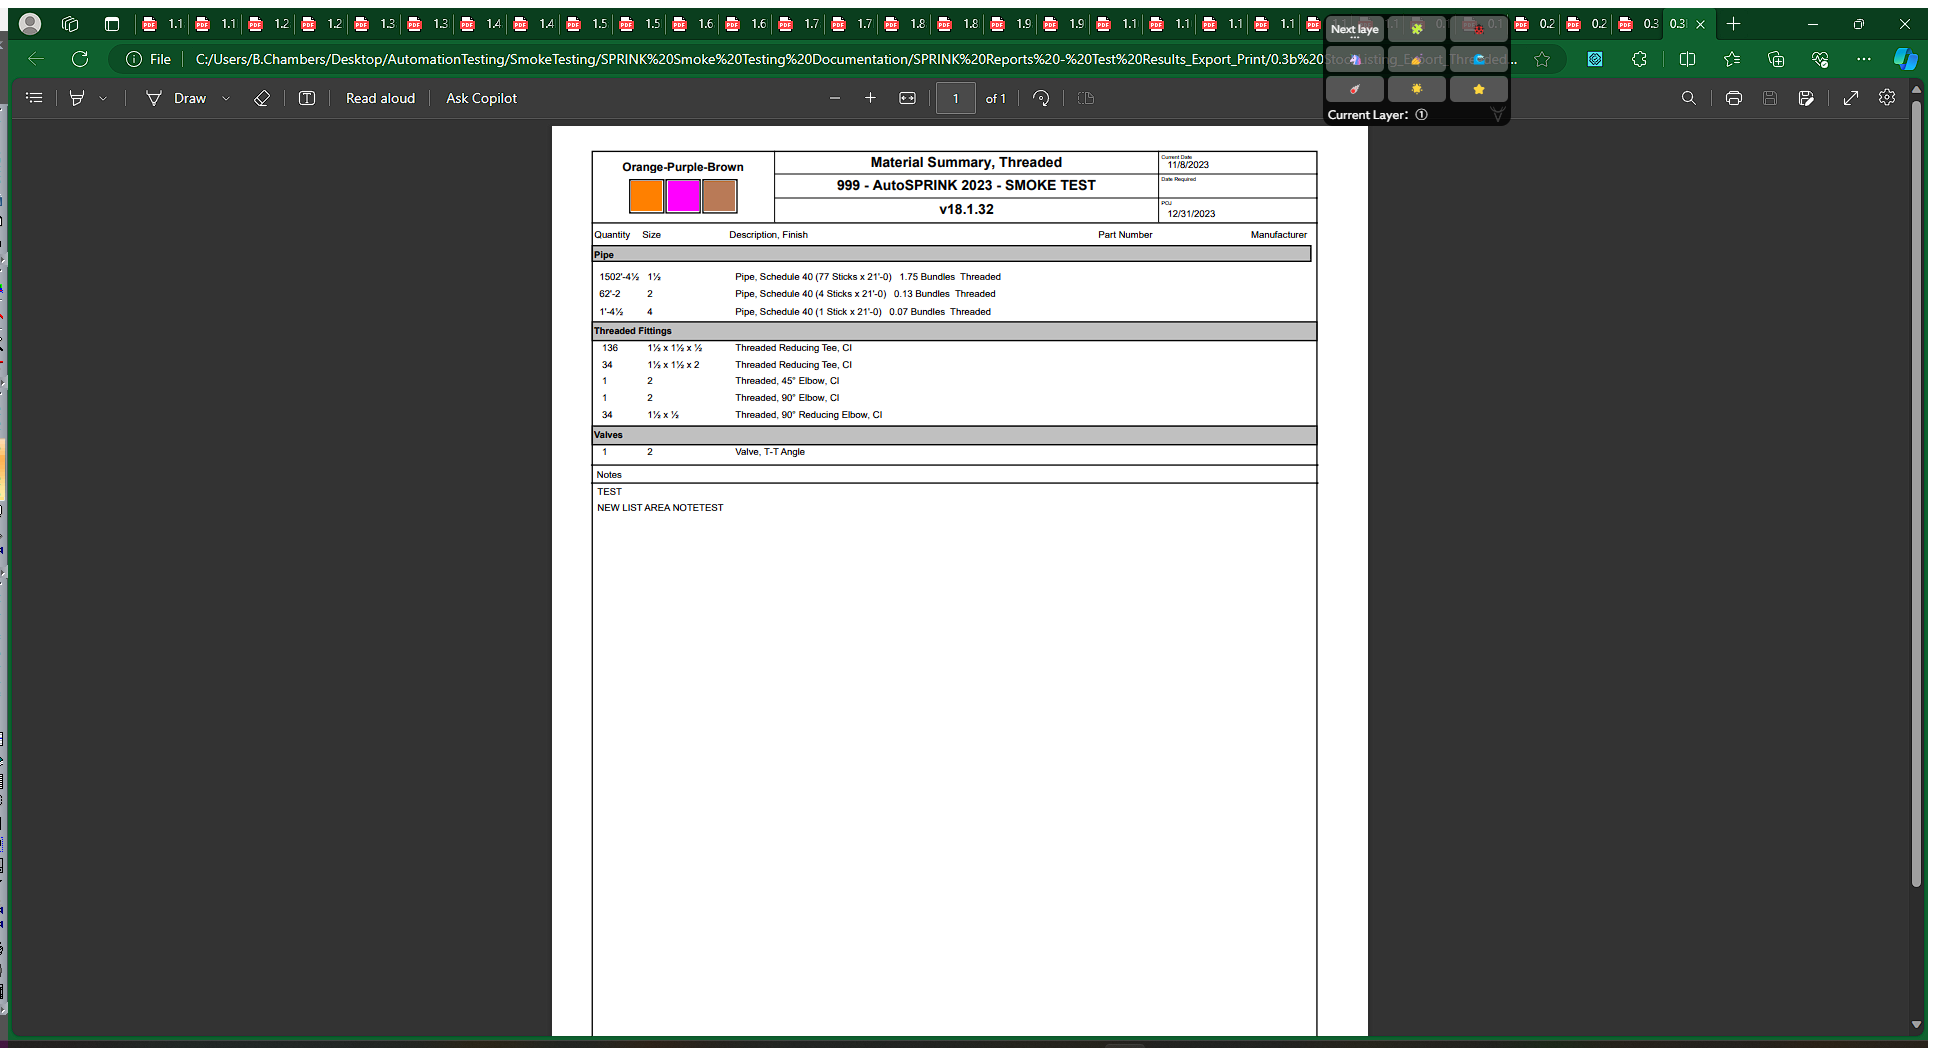 1.1 1.1 1.2 1.2 1.3 1.3 1.4 1.4 1.5 1.5 1.6 1.6 1.7 1.7 1.8 1.8 1.9 1.9 1.1 1.1 1.1 1.1 0.2 0.2 0.3 0.3
File C:/Users/B.Chambers/Desktop/AutomationTesting/SmokeTesting/SPRINK%20Smoke%20Testing%20Documentation/SPRINK%20Reports%20-%20Test%20Results_Export_Print/0.3b%20StockListing_Export_Threaded...
Next laye
...
Current Layer: ①
Draw Read aloud Ask Copilot 1 of 1
Orange-Purple-Brown
Material Summary, Threaded
999 - AutoSPRINK 2023 - SMOKE TEST
v18.1.32
Current Date
11/8/2023
Date Required
POJ
12/31/2023
Quantity Size Description, Finish Part Number Manufacturer
Pipe
1502'-4½ 1½ Pipe, Schedule 40 (77 Sticks x 21'-0) 1.75 Bundles Threaded
62'-2 2 Pipe, Schedule 40 (4 Sticks x 21'-0) 0.13 Bundles Threaded
1'-4½ 4 Pipe, Schedule 40 (1 Stick x 21'-0) 0.07 Bundles Threaded
Threaded Fittings
136 1½ x 1½ x ½ Threaded Reducing Tee, CI
34 1½ x 1½ x 2 Threaded Reducing Tee, CI
1 2 Threaded, 45° Elbow, CI
1 2 Threaded, 90° Elbow, CI
34 1½ x ½ Threaded, 90° Reducing Elbow, CI
Valves
1 2 Valve, T-T Angle
Notes
TEST
NEW LIST AREA NOTETEST